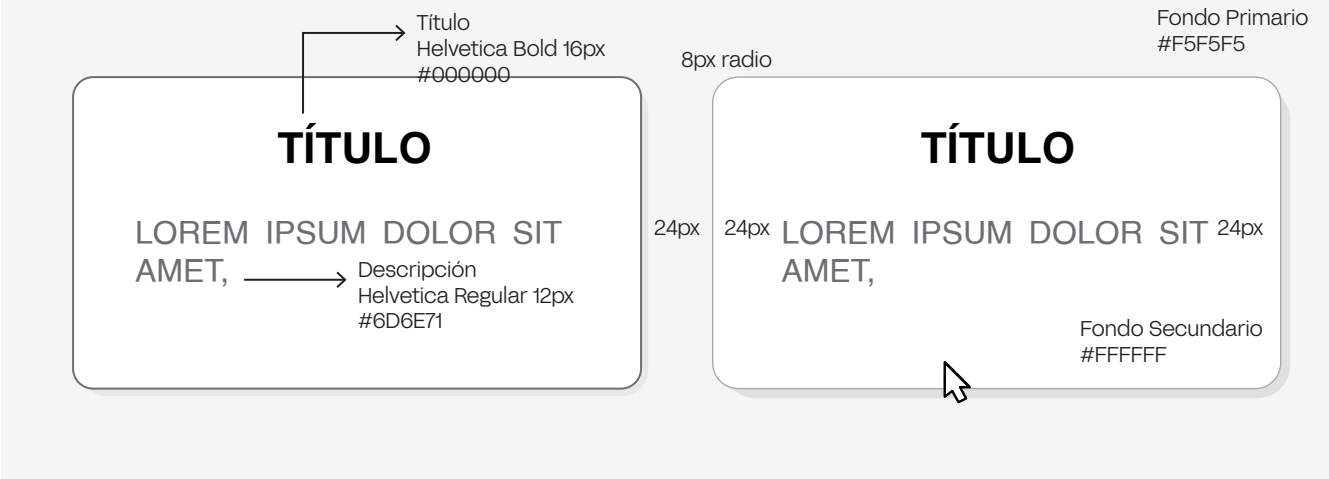 Título
Helvetica Bold 16px
#000000
Fondo Primario
#F5F5F5
8px radio
TÍTULO
LOREM IPSUM DOLOR SIT
AMET,
Descripción
Helvetica Regular 12px
#6D6E71
24px
24px
TÍTULO
LOREM IPSUM DOLOR SIT
AMET,
24px
Fondo Secundario
#FFFFFF